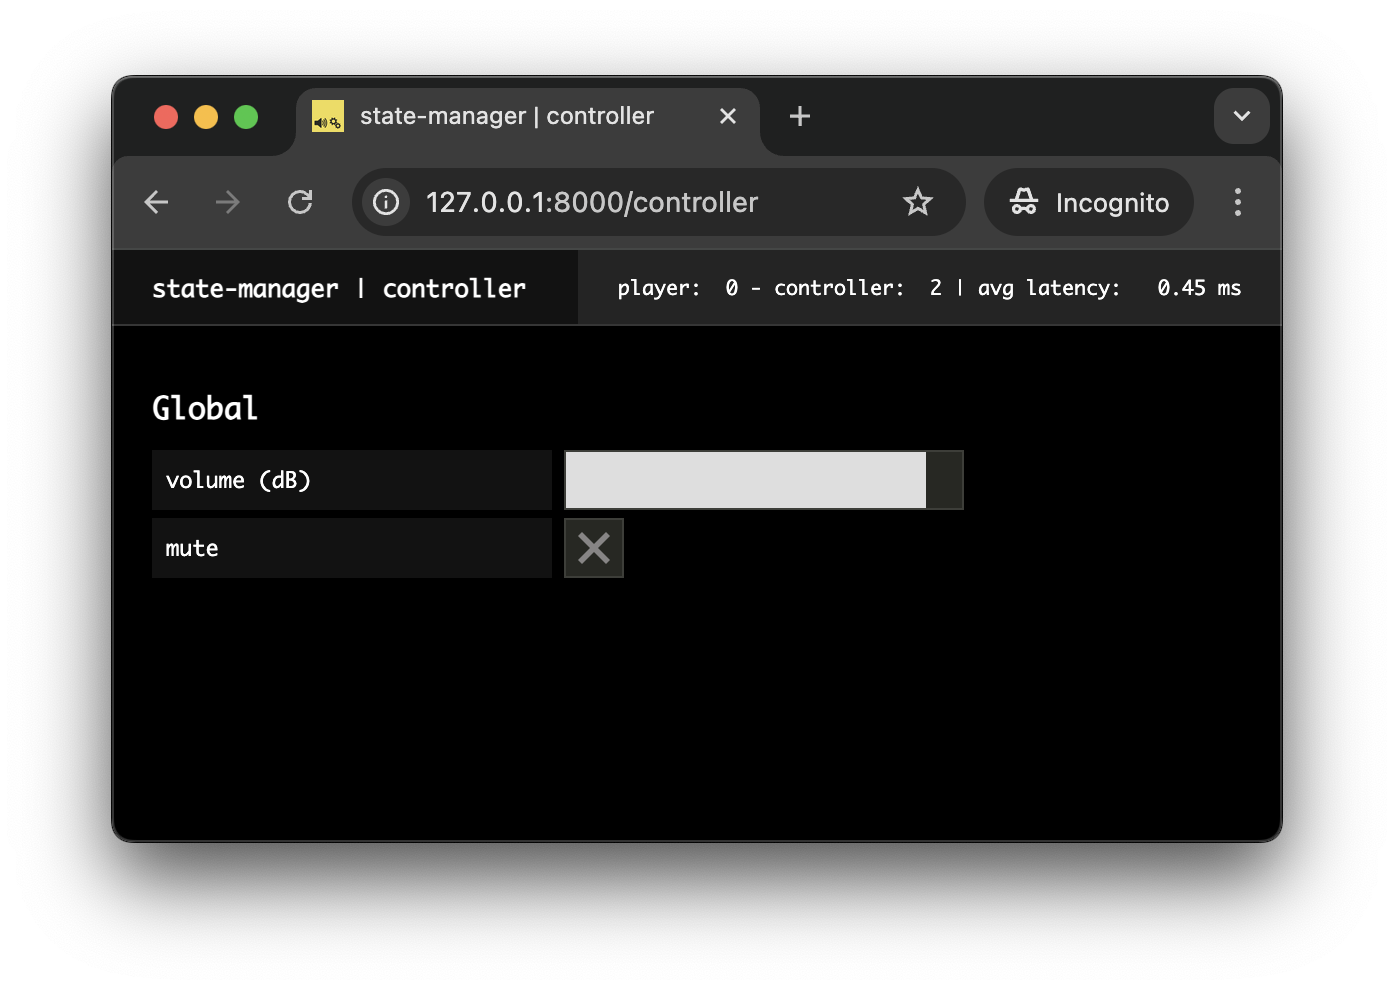 state-manager | controller
127.0.0.1:8000/controller
Incognito
state-manager | controller
player:  0 - controller:  2 | avg latency:   0.45 ms
Global
volume (dB)
mute